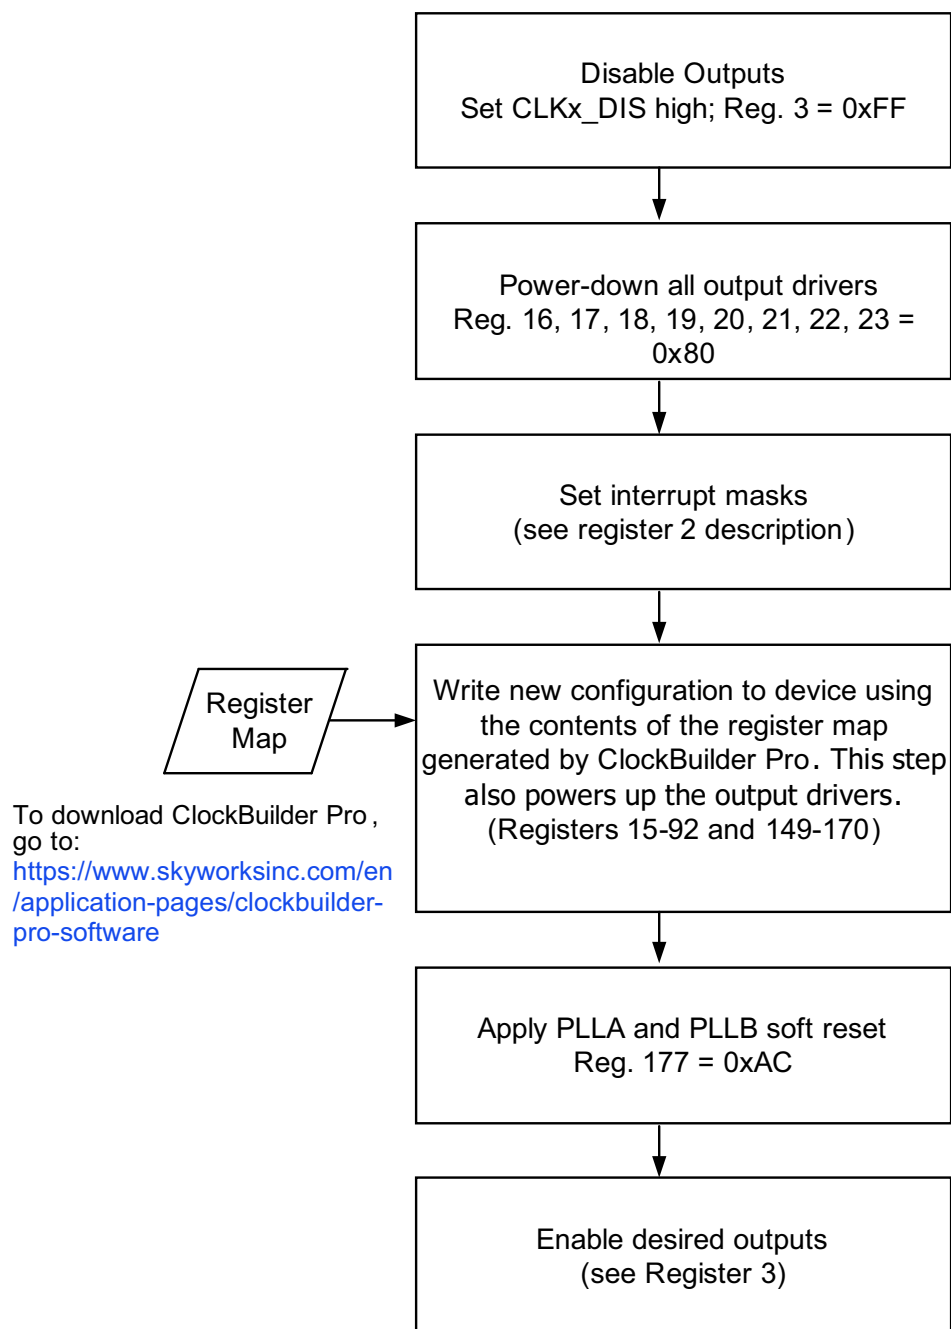 Disable Outputs
Set CLKx_DIS high; Reg. 3 = 0xFF
Power-down all output drivers
Reg. 16, 17, 18, 19, 20, 21, 22, 23 =
0x80
Set interrupt masks
(see register 2 description)
Register
Map
Write new configuration to device using
the contents of the register map
generated by ClockBuilder Pro. This step
also powers up the output drivers.
(Registers 15-92 and 149-170)
To download ClockBuilder Pro,
go to:
https://www.skyworksinc.com/en
/application-pages/clockbuilder-
pro-software
Apply PLLA and PLLB soft reset
Reg. 177 = 0xAC
Enable desired outputs
(see Register 3)